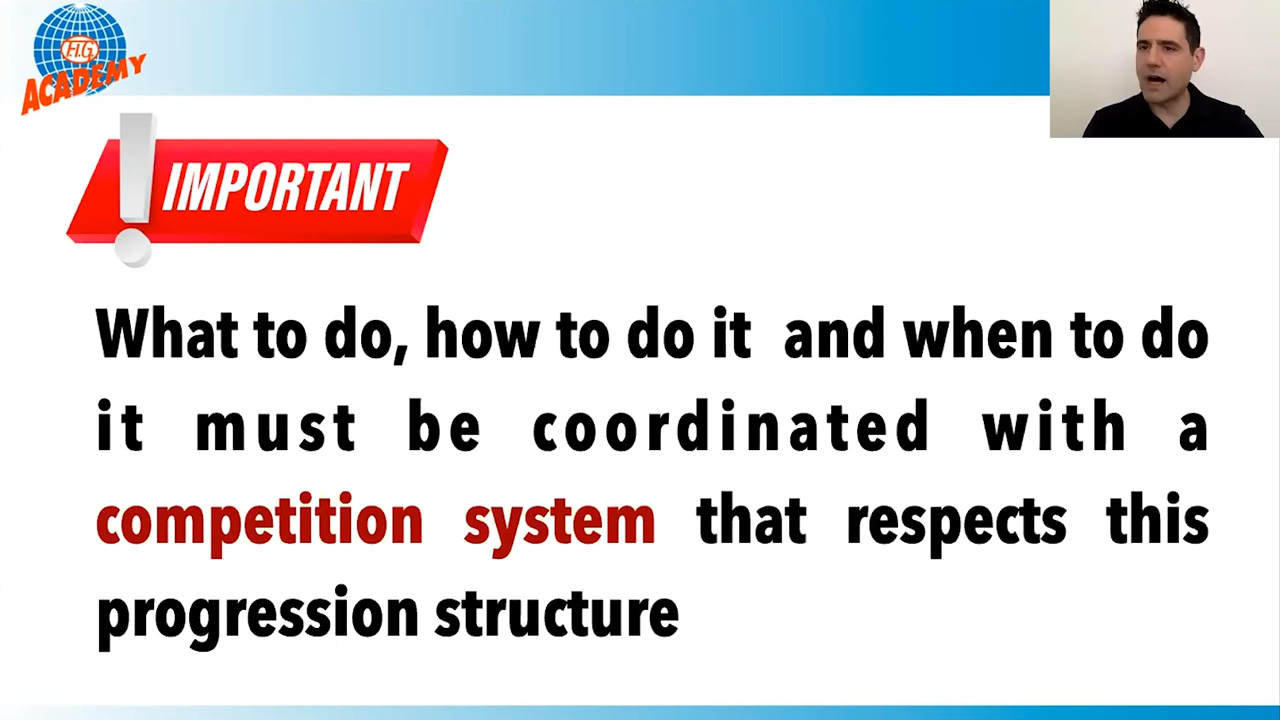 F.I.G.
ACADEMY
IMPORTANT
What to do, how to do it and when to do
it must be coordinated with a
competition system that respects this
progression structure